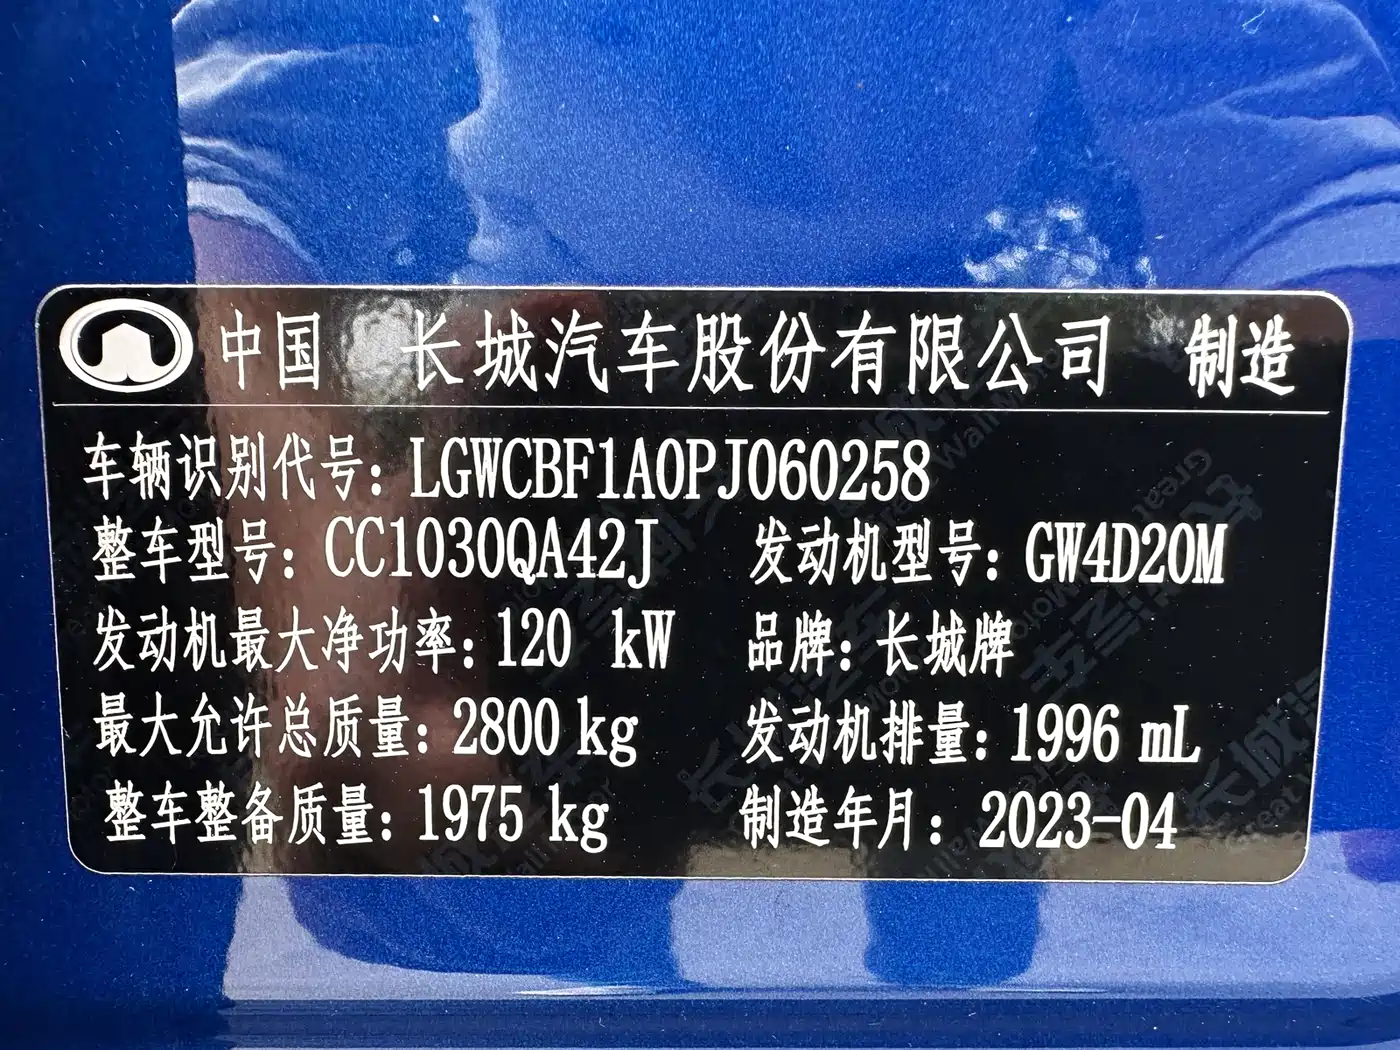 中国 长城汽车股份有限公司 制造
车辆识别代号：LGWCBF1A0PJ060258
整车型号：CC1030QA42J 发动机型号：GW4D20M
发动机最大净功率：120 kW 品牌：长城牌
最大允许总质量：2800 kg 发动机排量：1996 mL
整车整备质量：1975 kg 制造年月：2023-04